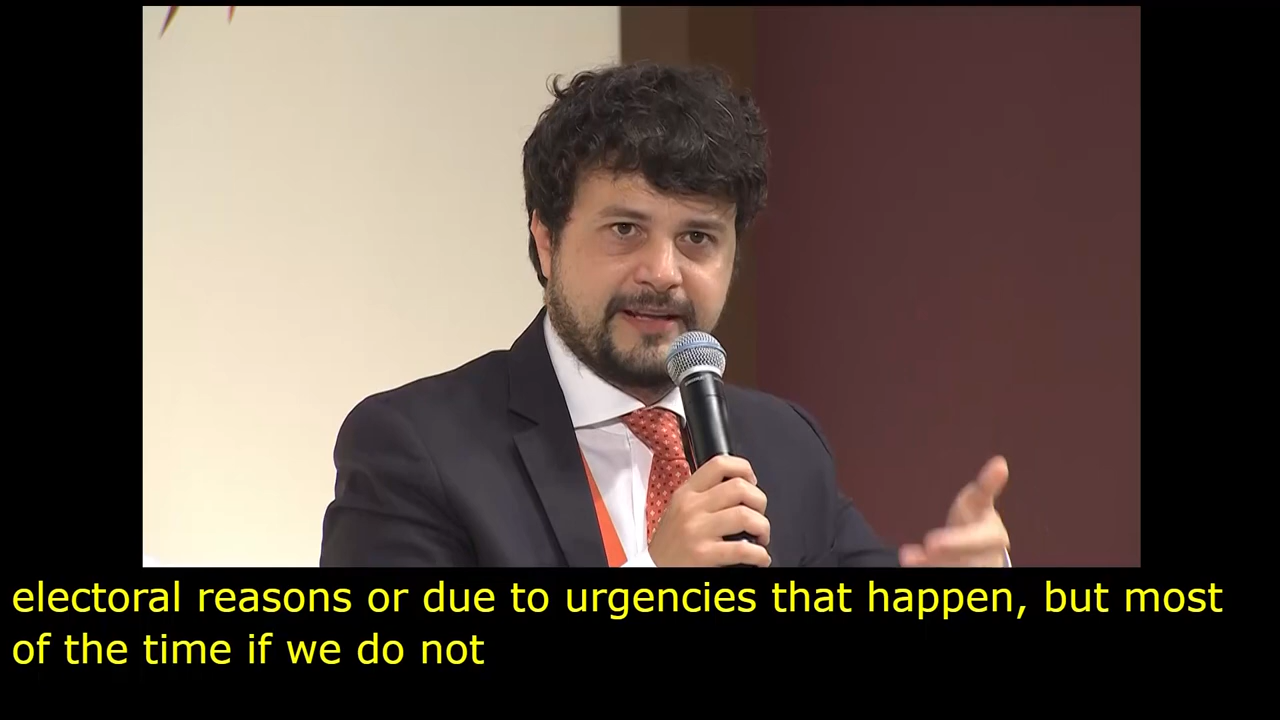 electoral reasons or due to urgencies that happen, but most
of the time if we do not